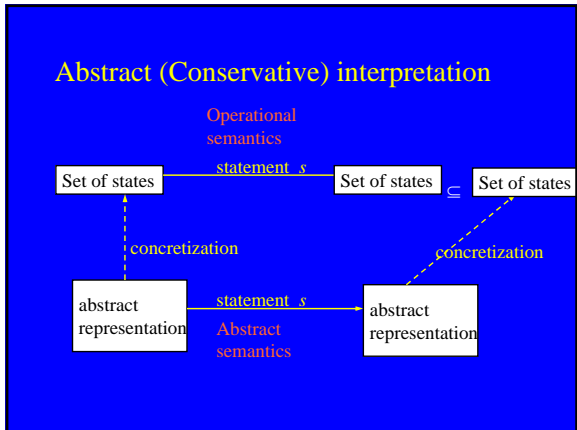 Abstract (Conservative) interpretation
Operational
semantics
statement s
Set of states
Set of states
⊆
Set of states
concretization
concretization
abstract
representation
statement s
abstract
representation
Abstract
semantics